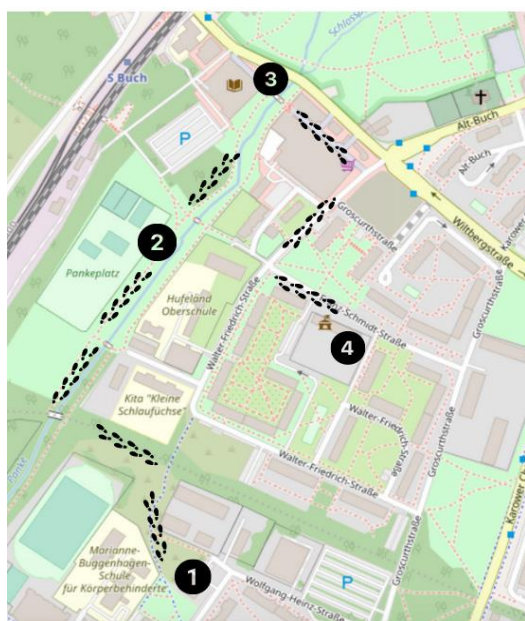 Schloss
S Buch
3
P
Alt-Buch
Alt-Buch
Karower
Wiltbergstraße
Groscurthstraße
2
Pankeplatz
Hufeland
Oberschule
Walter-Friedrich-Straße
z-Schmidt-Straße
4
Groscurthstraße
Kita "Kleine
Schlaufüchse"
Walter-Friedrich
Straße
Walter-Friedrich-Straße
Groscurthstraße
Panke
Karower C
Marianne-
Buggenhagen-
Schule
für Körperbehinderte
1
Wolfgang-Heinz-Straße
P